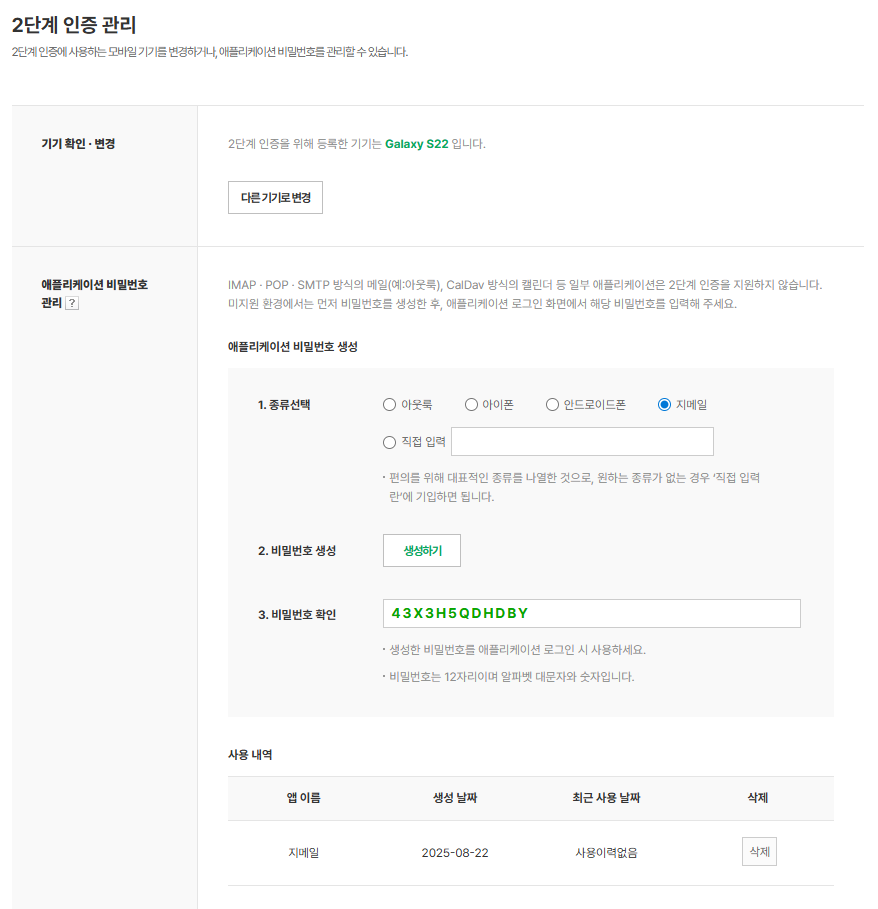 2단계 인증 관리
2단계 인증에 사용하는 모바일 기기를 변경하거나, 애플리케이션 비밀번호를 관리할 수 있습니다.
기기 확인 · 변경
2단계 인증을 위해 등록한 기기는 Galaxy S22 입니다.
다른 기기로 변경
애플리케이션 비밀번호
관리 ?
IMAP · POP · SMTP 방식의 메일(예:아웃룩), CalDav 방식의 캘린더 등 일부 애플리케이션은 2단계 인증을 지원하지 않습니다.
미지원 환경에서는 먼저 비밀번호를 생성한 후, 애플리케이션 로그인 화면에서 해당 비밀번호를 입력해 주세요.
애플리케이션 비밀번호 생성
1. 종류선택
아웃룩 아이폰 안드로이드폰 지메일
직접 입력
· 편의를 위해 대표적인 종류를 나열한 것으로, 원하는 종류가 없는 경우 '직접 입력
란'에 기입하면 됩니다.
2. 비밀번호 생성
생성하기
3. 비밀번호 확인
43X3H5QDHDBY
· 생성한 비밀번호를 애플리케이션 로그인 시 사용하세요.
· 비밀번호는 12자리이며 알파벳 대문자와 숫자입니다.
사용 내역
앱 이름 생성 날짜 최근 사용 날짜 삭제
지메일 2025-08-22 사용이력없음 삭제